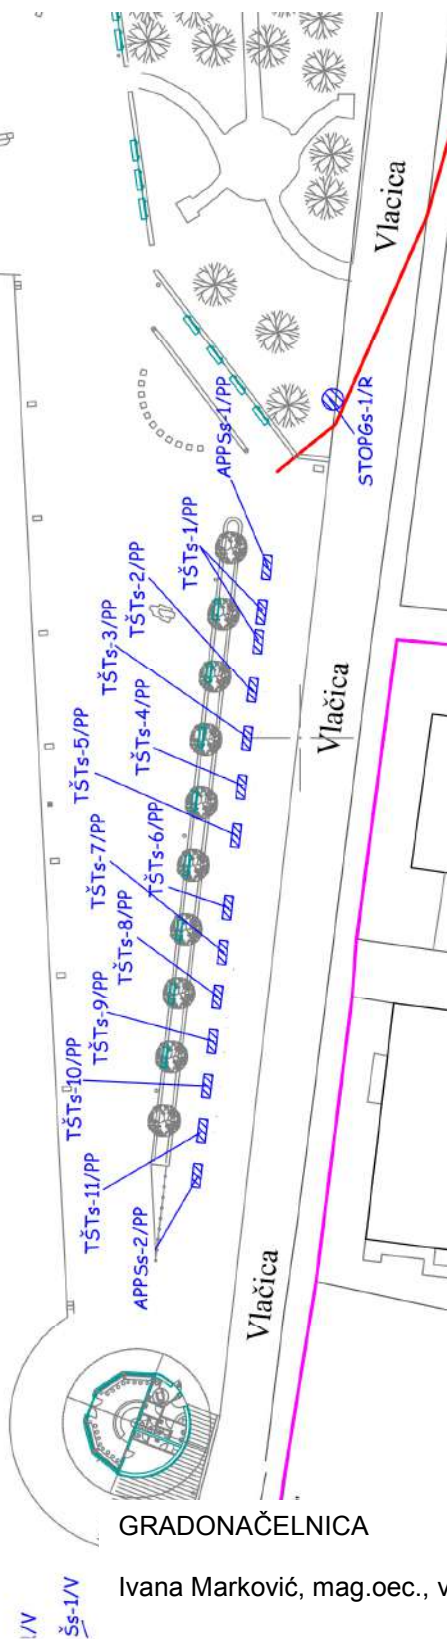 Vlacica
APPSs-1/PP
STOPGs-1/R
TŠTs-1/PP
TŠTs-2/PP
TŠTs-3/PP
TŠTs-4/PP
TŠTs-5/PP
Vlačica
TŠTs-6/PP
TŠTs-7/PP
TŠTs-8/PP
TŠTs-9/PP
TŠTs-10/PP
TŠTs-11/PP
APPSs-2/PP
Vlačica
GRADONAČELNICA
Ivana Marković, mag.oec., v
/V
Šs-1/V